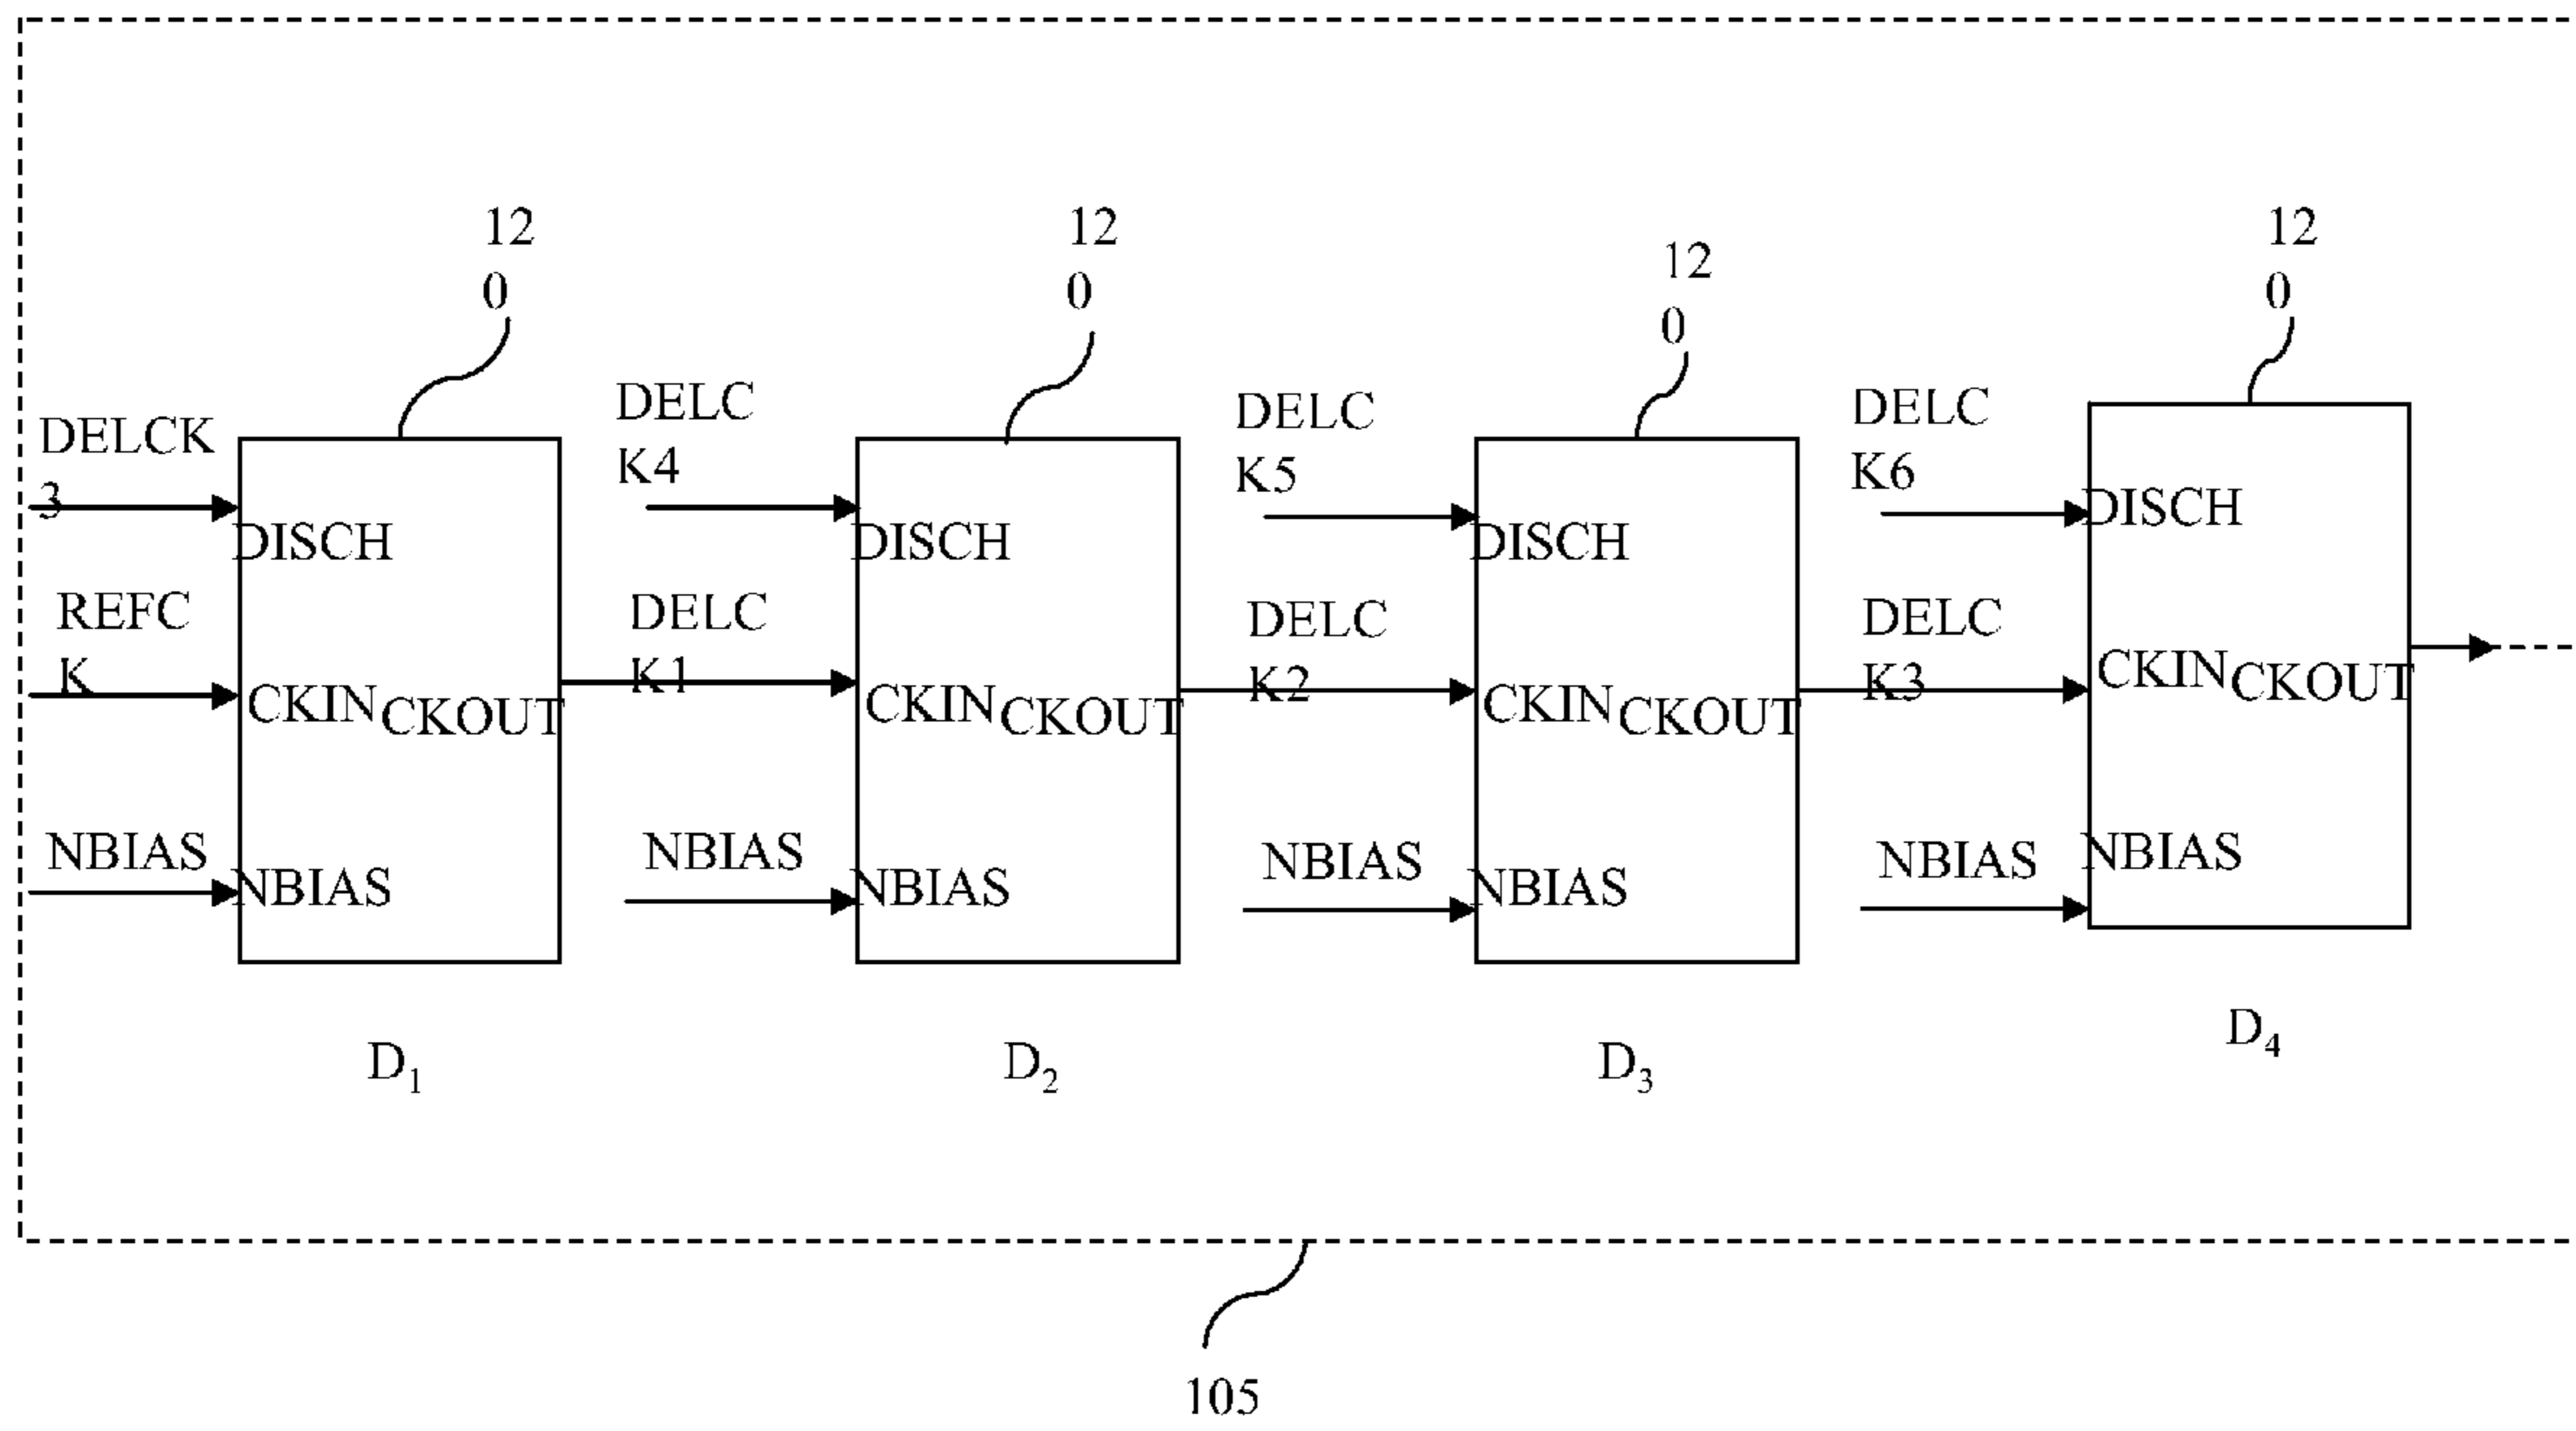 12
0
12
0
12
0
12
0
DELCK
3
DELC
K4
DELC
K5
DELC
K6
DISCH
DISCH
DISCH
DISCH
REFC
K
DELC
K1
DELC
K2
DELC
K3
CKIN
CKOUT
CKIN
CKOUT
CKIN
CKOUT
CKIN
CKOUT
NBIAS
NBIAS
NBIAS
NBIAS
NBIAS
NBIAS
NBIAS
NBIAS
D1
D2
D3
D4
105